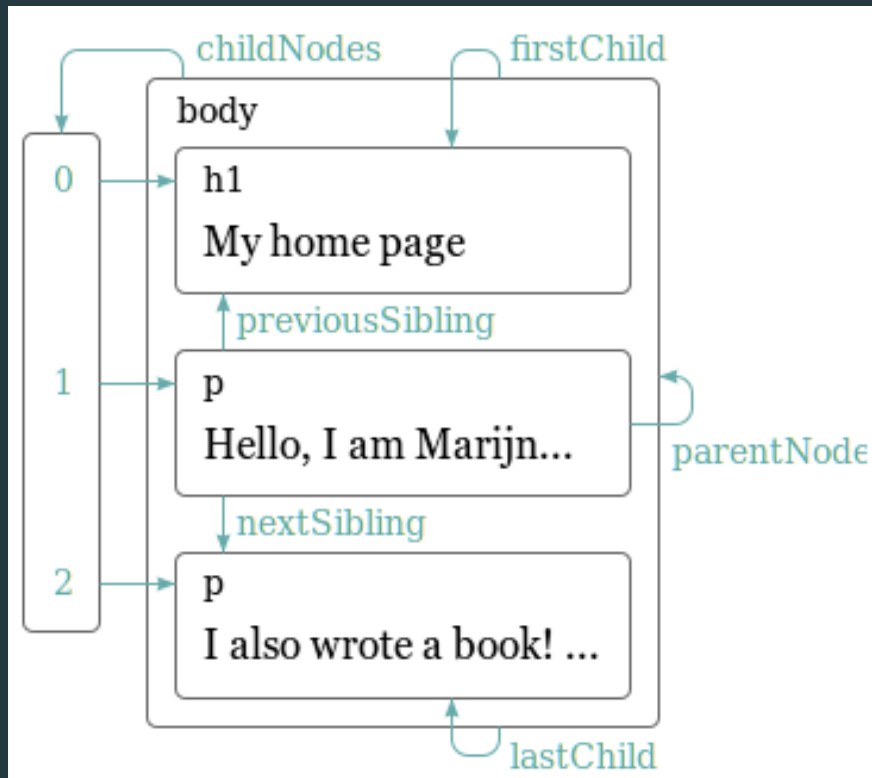 childNodes firstChild
body
0 h1
My home page
previousSibling
1 p
Hello, I am Marijn...
parentNode
nextSibling
2 p
I also wrote a book! ...
lastChild